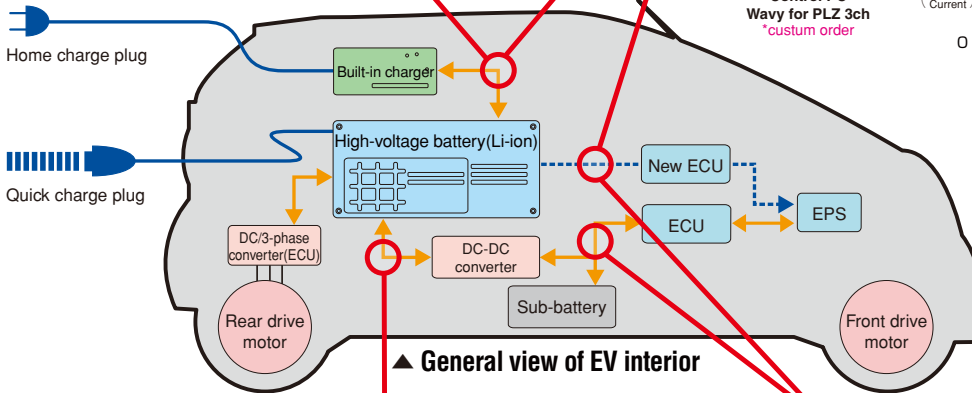 Wavy for PLZ 3ch
*custum order
Current
Home charge plug
Built-in charger
High-voltage battery(Li-ion)
New ECU
Quick charge plug
EPS
ECU
DC/3-phase
converter(ECU)
DC-DC
converter
Sub-battery
Rear drive
motor
Front drive
motor
▲ General view of EV interior